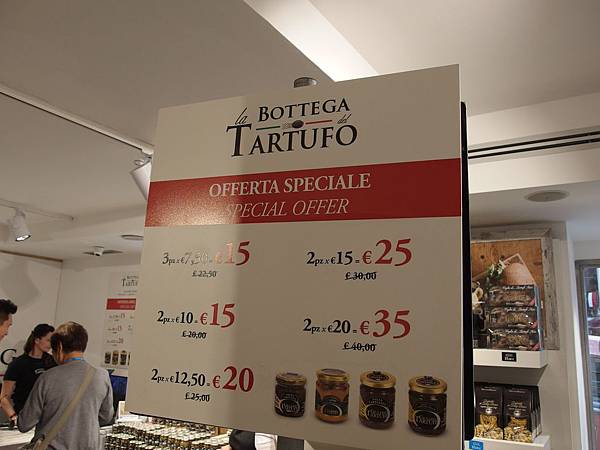 la BOTTEGA
del
TARTUFO
OFFERTA SPECIALE
SPECIAL OFFER
3pz x €7,50 = €15
£ 22,50
2pz x €10= €15
£ 20,00
2pz x €12,50= €20
£ 25,00
2pz x €15= €25
£ 30,00
2pz x €20= €35
£ 40,00